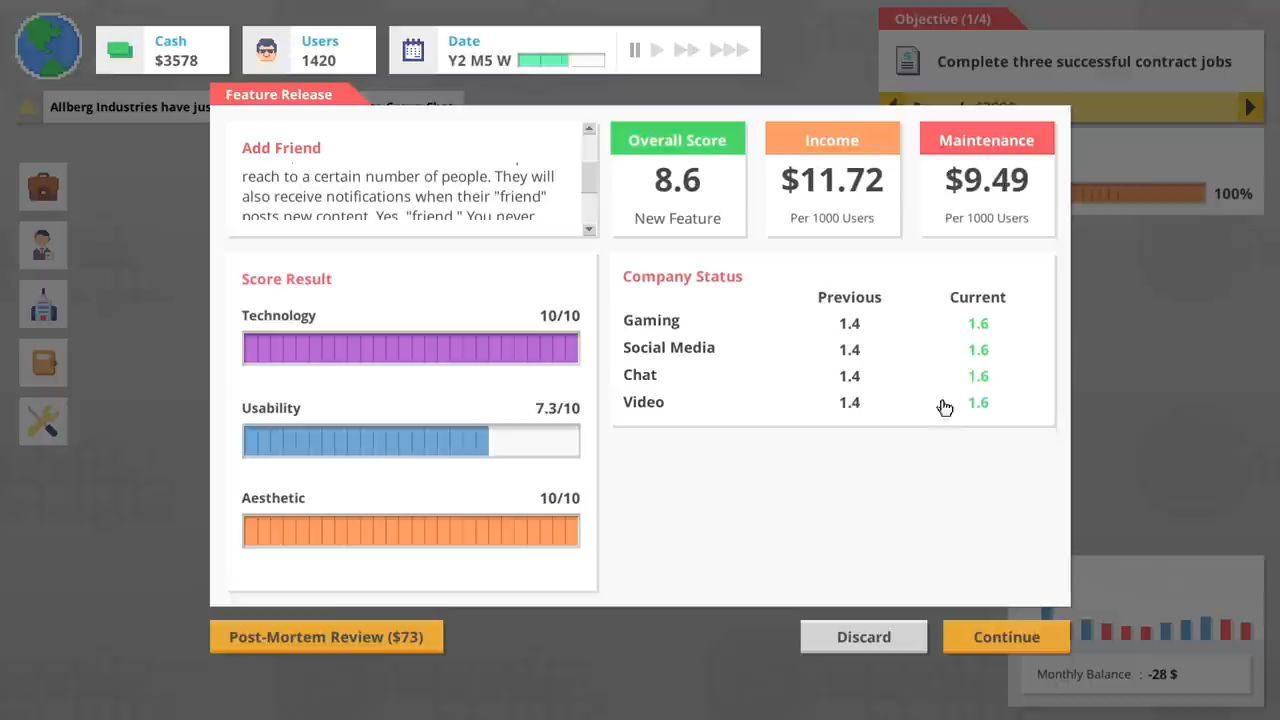 Cash
$3578
Users
1420
Date
Y2 M5 W
Objective (1/4)
Complete three successful contract jobs
Allberg Industries have jus
Feature Release
100%
Add Friend
reach to a certain number of people. They will
also receive notifications when their "friend"
posts new content. Yes, "friend." You never
Overall Score
8.6
New Feature
Income
$11.72
Per 1000 Users
Maintenance
$9.49
Per 1000 Users
Score Result
Technology 10/10
Usability 7.3/10
Aesthetic 10/10
Company Status
Previous Current
Gaming 1.4 1.6
Social Media 1.4 1.6
Chat 1.4 1.6
Video 1.4 1.6
Post-Mortem Review ($73)
Discard
Continue
Monthly Balance : -28 $